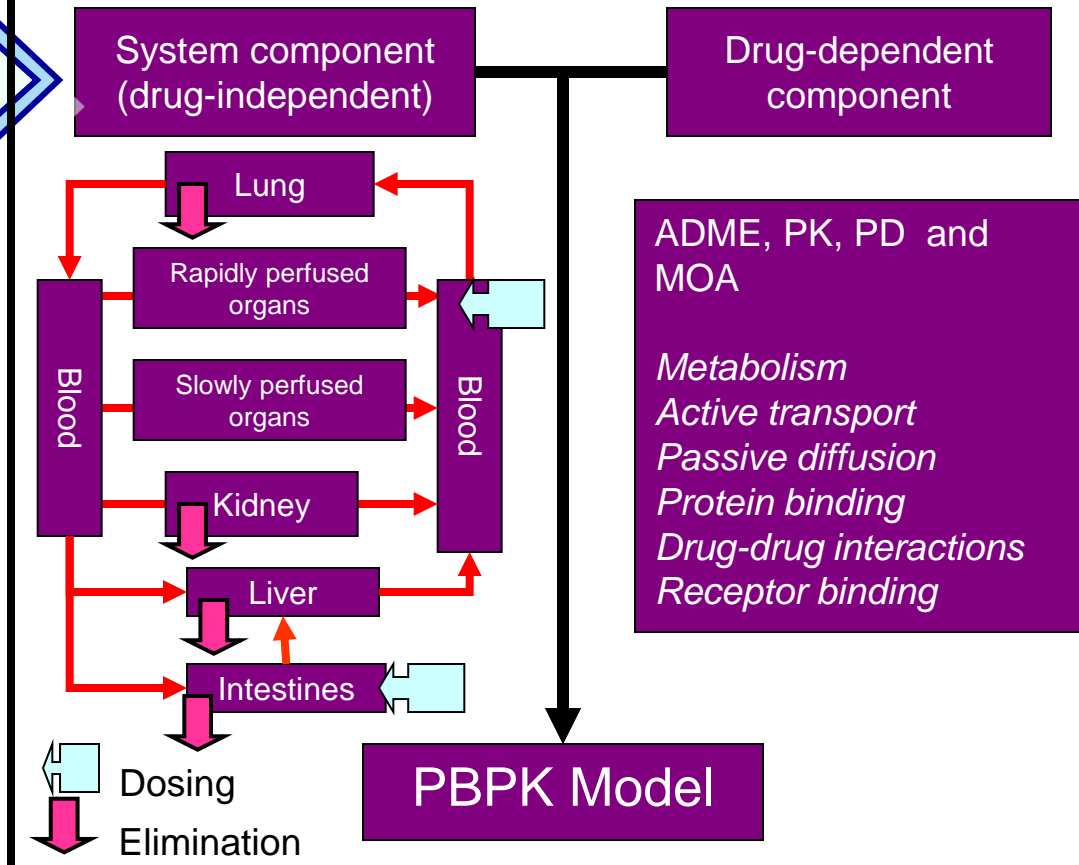 System component
(drug-independent)
Drug-dependent
component
Lung
Rapidly perfused
organs
Slowly perfused
organs
Blood
Blood
Kidney
Liver
Intestines
ADME, PK, PD and
MOA
Metabolism
Active transport
Passive diffusion
Protein binding
Drug-drug interactions
Receptor binding
Dosing
Elimination
PBPK Model